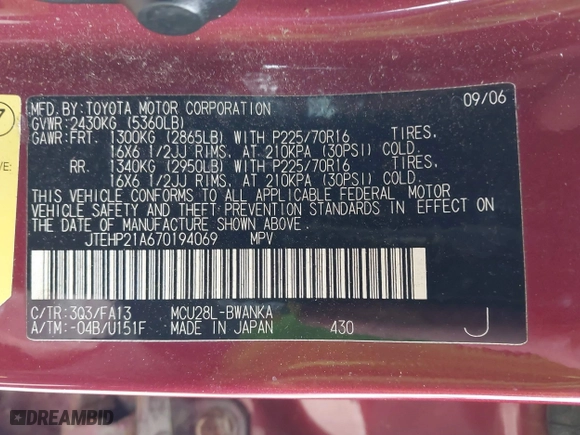 MFD.BY:TOYOTA MOTOR CORPORATION 09/06
GVWR:2430KG (5360LB)
GAWR:FRT. 1300KG (2865LB) WITH P225/70R16 TIRES,
16X6 1/2JJ RIMS, AT 210KPA (30PSI) COLD.
RR. 1340KG (2950LB) WITH P225/70R16 TIRES,
16X6 1/2JJ RIMS, AT 210KPA (30PSI) COLD.
THIS VEHICLE CONFORMS TO ALL APPLICABLE FEDERAL MOTOR
VEHICLE SAFETY AND THEFT PREVENTION STANDARDS IN EFFECT ON
THE DATE OF MANUFACTURE SHOWN ABOVE.
JTEHP21A670194069 MPV
C/TR:3Q3/FA13 MCU28L-BWANKA
A/TM:-04B/U151F MADE IN JAPAN 430 J
DREAMBID